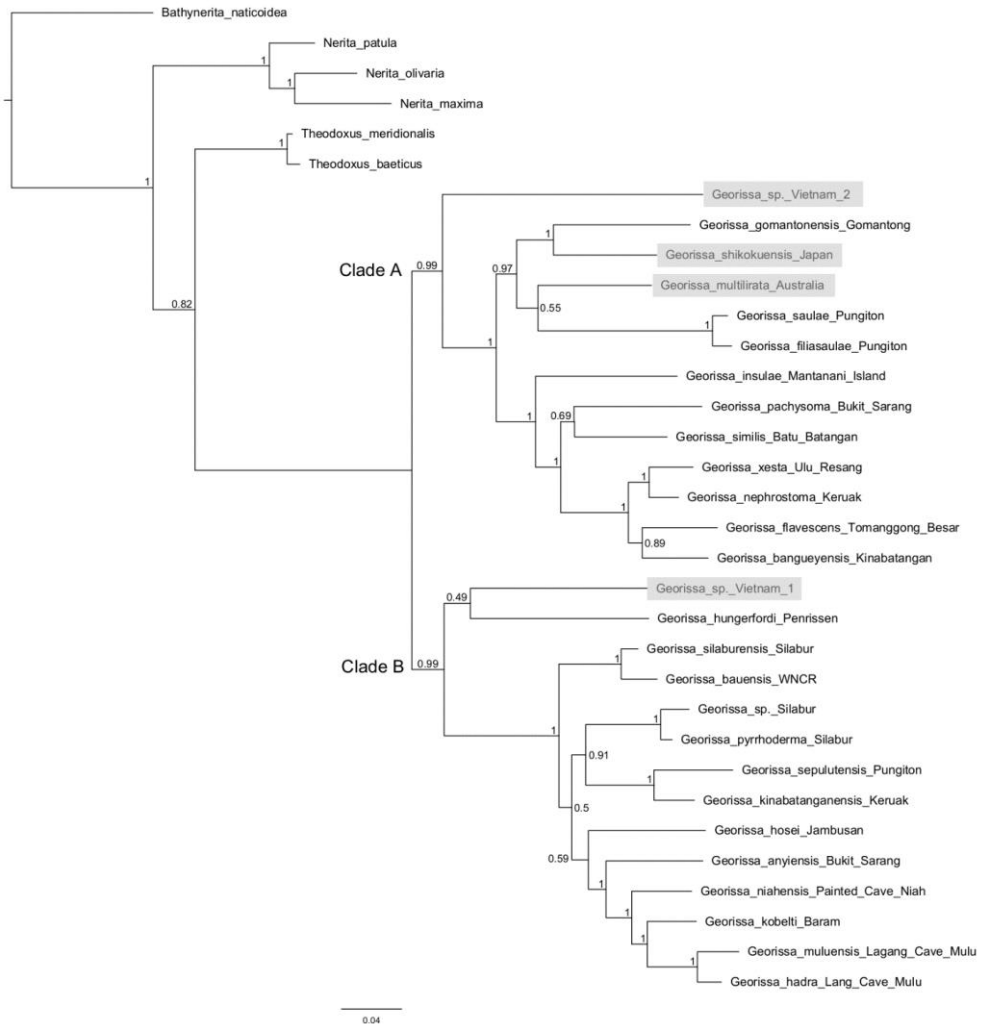 Bathynerita_naticoidea
Nerita_patula
1
Nerita_olivaria
1
Nerita_maxima
Theodoxus_meridionalis
1
Theodoxus_baeticus
1
Georissa_sp._Vietnam_2
Georissa_gomantonensis_Gomantong
1
Georissa_shikokuensis_Japan
Clade A
0.99
0.97
Georissa_multilirata_Australia
0.82
0.55
Georissa_saulae_Pungiton
1
Georissa_filiasaulae_Pungiton
1
Georissa_insulae_Mantanani_Island
Georissa_pachysoma_Bukit_Sarang
1
0.69
Georissa_similis_Batu_Batangan
1
Georissa_xesta_Ulu_Resang
1
Georissa_nephrostoma_Keruak
1
Georissa_flavescens_Tomanggong_Besar
0.89
Georissa_bangueyensis_Kinabatangan
Georissa_sp._Vietnam_1
0.49
Georissa_hungerfordi_Penrissen
Georissa_silaburensis_Silabur
1
Clade B
0.99
Georissa_bauensis_WNCR
Georissa_sp._Silabur
1
1
Georissa_pyrrhoderma_Silabur
0.91
Georissa_sepulutensis_Pungiton
1
Georissa_kinabatanganensis_Keruak
0.5
Georissa_hosei_Jambusan
0.59
Georissa_anyiensis_Bukit_Sarang
1
Georissa_niahensis_Painted_Cave_Niah
1
Georissa_kobelti_Baram
1
Georissa_muluensis_Lagang_Cave_Mulu
1
Georissa_hadra_Lang_Cave_Mulu
0.04